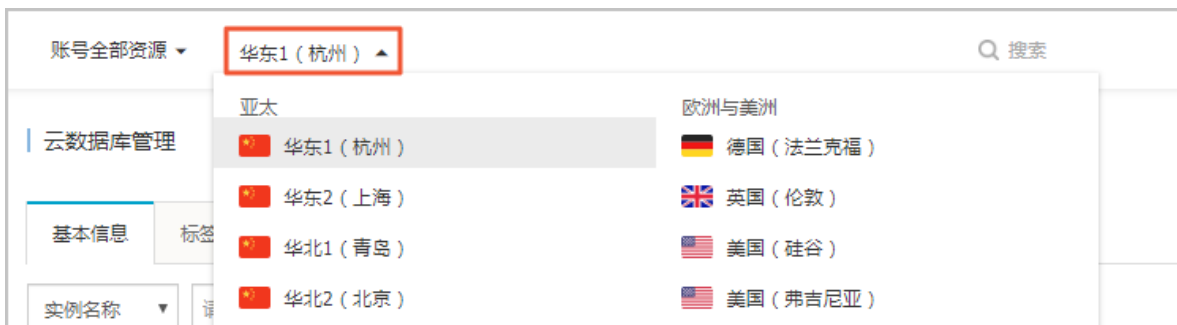 账号全部资源
华东1（杭州）
搜索
云数据库管理
基本信息
标签
实例名称
亚太
华东1（杭州）
华东2（上海）
华北1（青岛）
华北2（北京）
欧洲与美洲
德国（法兰克福）
英国（伦敦）
美国（硅谷）
美国（弗吉尼亚）